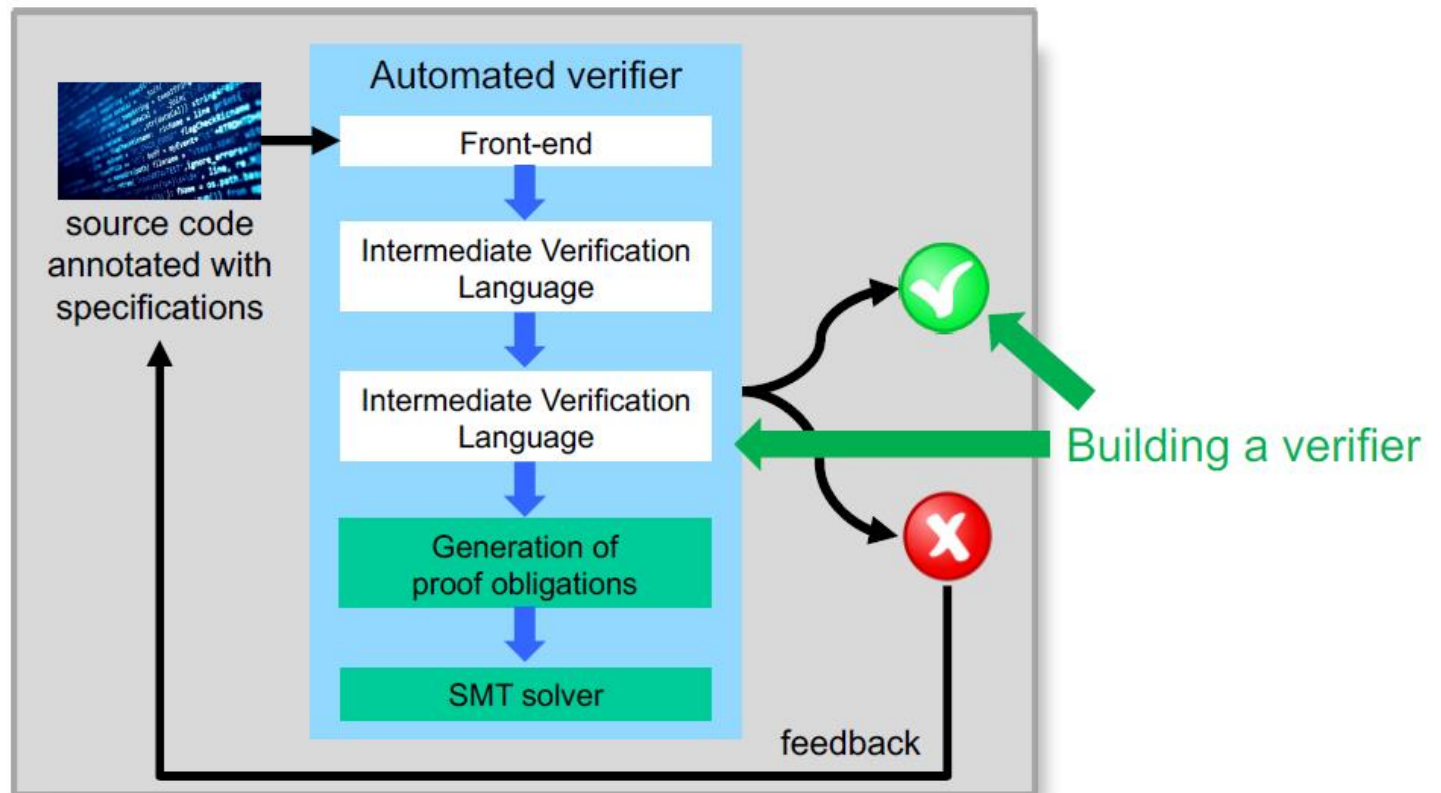 Automated verifier
Front-end
source code
annotated with
specifications
Intermediate Verification
Language
Intermediate Verification
Language
Building a verifier
Generation of
proof obligations
SMT solver
feedback